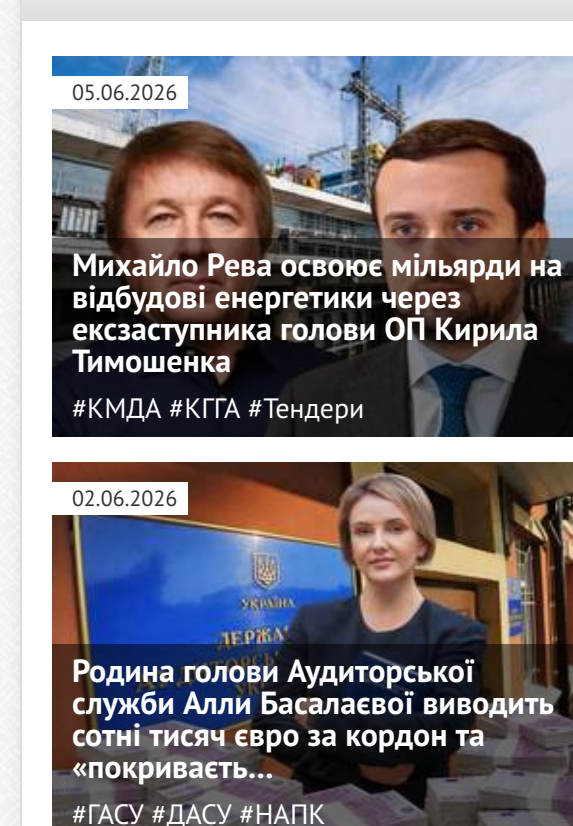 05.06.2026
Михайло Рева освоює мільярди на
відбудові енергетики через
ексзаступника голови ОП Кирила
Тимошенка
#КМДА #КГГА #Тендери
02.06.2026
УКРАЇНА
Родина голови Аудиторської
служби Алли Басалаєвої виводить
сотні тисяч євро за кордон та
«покриваєть...
#ГАСУ #ДАСУ #НАПК